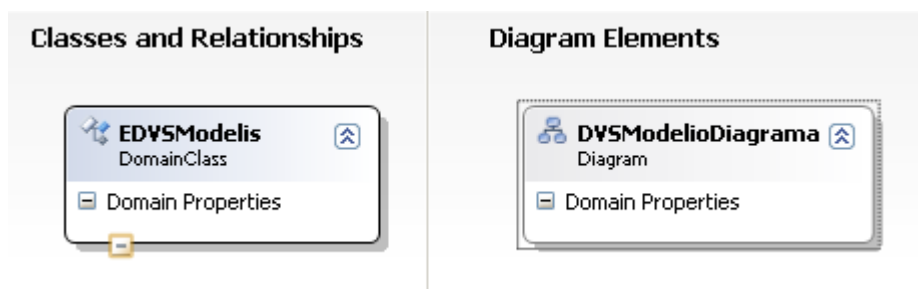 Classes and Relationships
Diagram Elements
EDVSModelis
DomainClass
Domain Properties
DVSModelioDiagrama
Diagram
Domain Properties